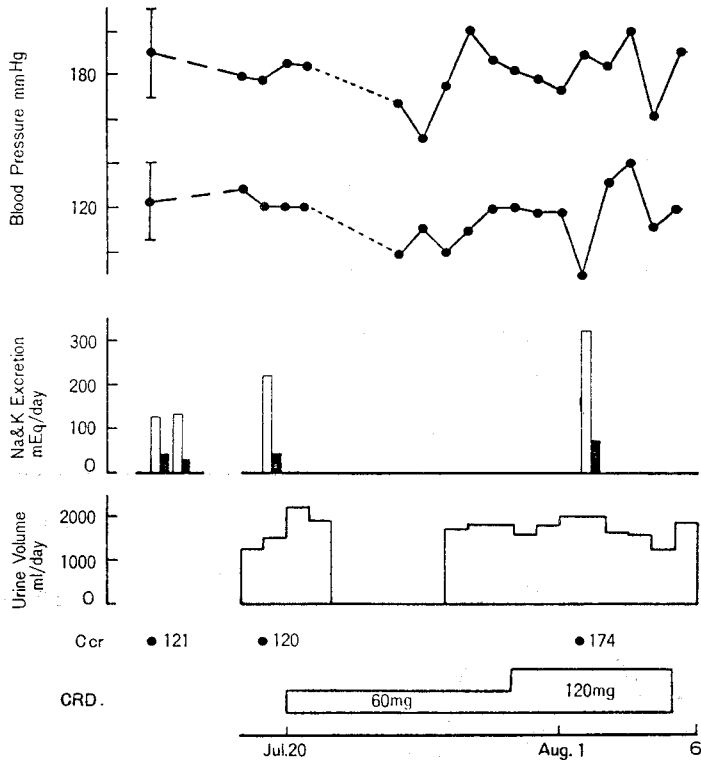 Blood Pressure mmHg
180
120
Na&K Excretion
mEq/day
300
200
100
0
Urine Volume
ml/day
2000
1000
0
Ccr
121
120
174
CRD.
60mg
120mg
Jul.20
Aug. 1
6